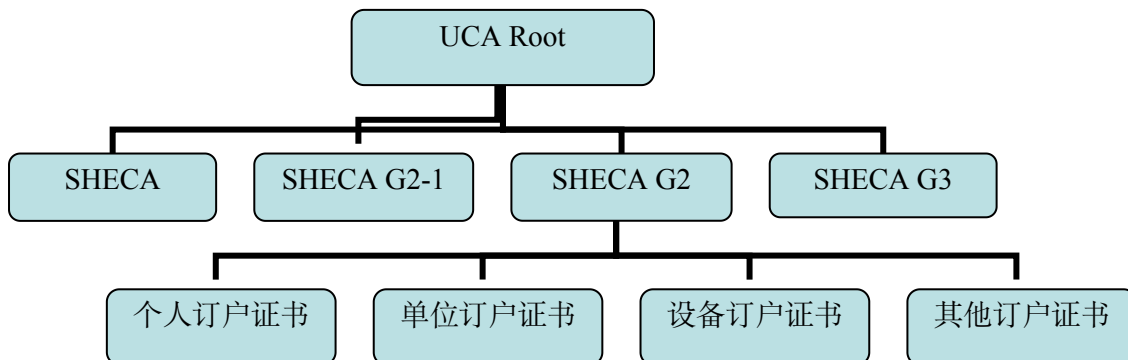 UCA Root
SHECA
SHECA G2-1
SHECA G2
SHECA G3
个人订户证书
单位订户证书
设备订户证书
其他订户证书